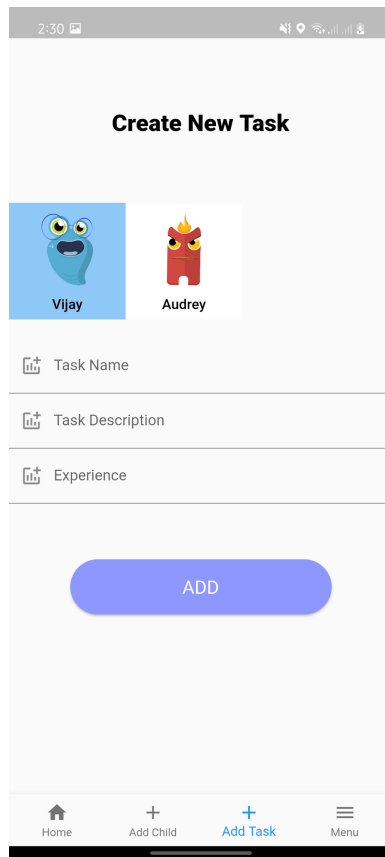 2:30
Create New Task
Vijay Audrey
Task Name
Task Description
Experience
ADD
Home Add Child Add Task Menu